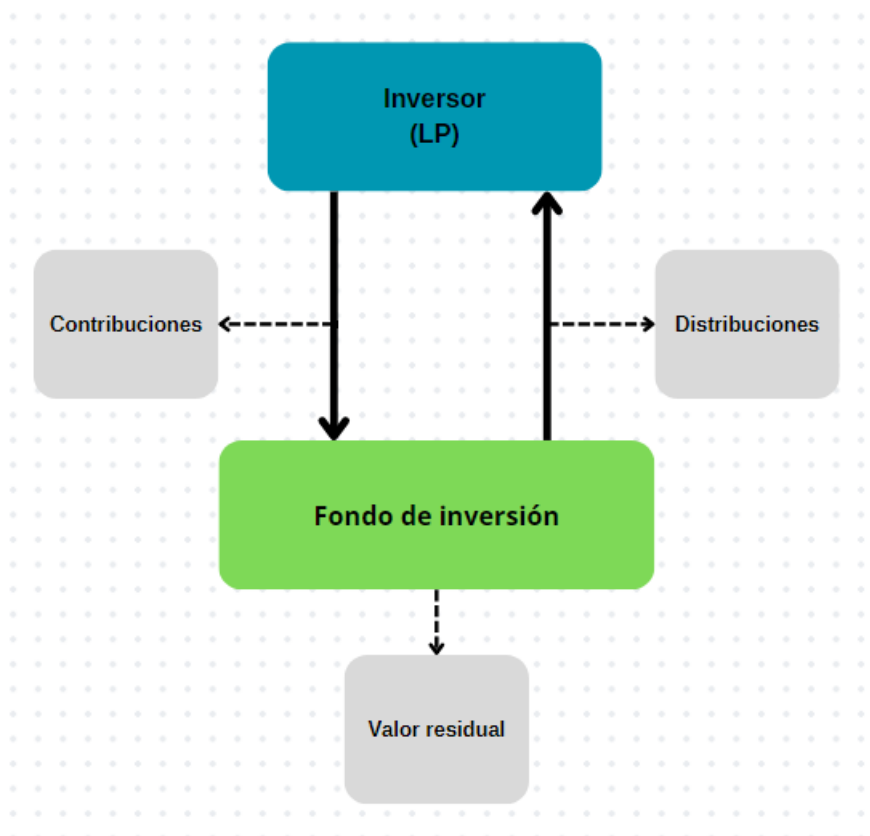 Inversor
(LP)
Contribuciones
Distribuciones
Fondo de inversión
Valor residual